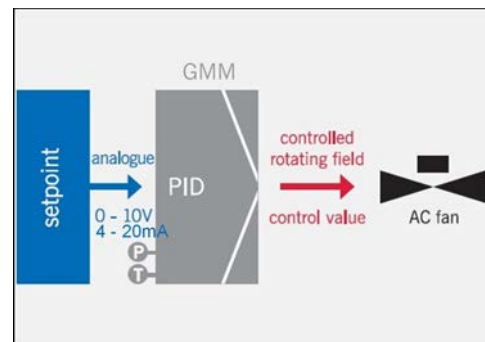 GMM
setpoint
analogue
0 - 10V
4 - 20mA
P
T
PID
controlled
rotating field
control value
AC fan